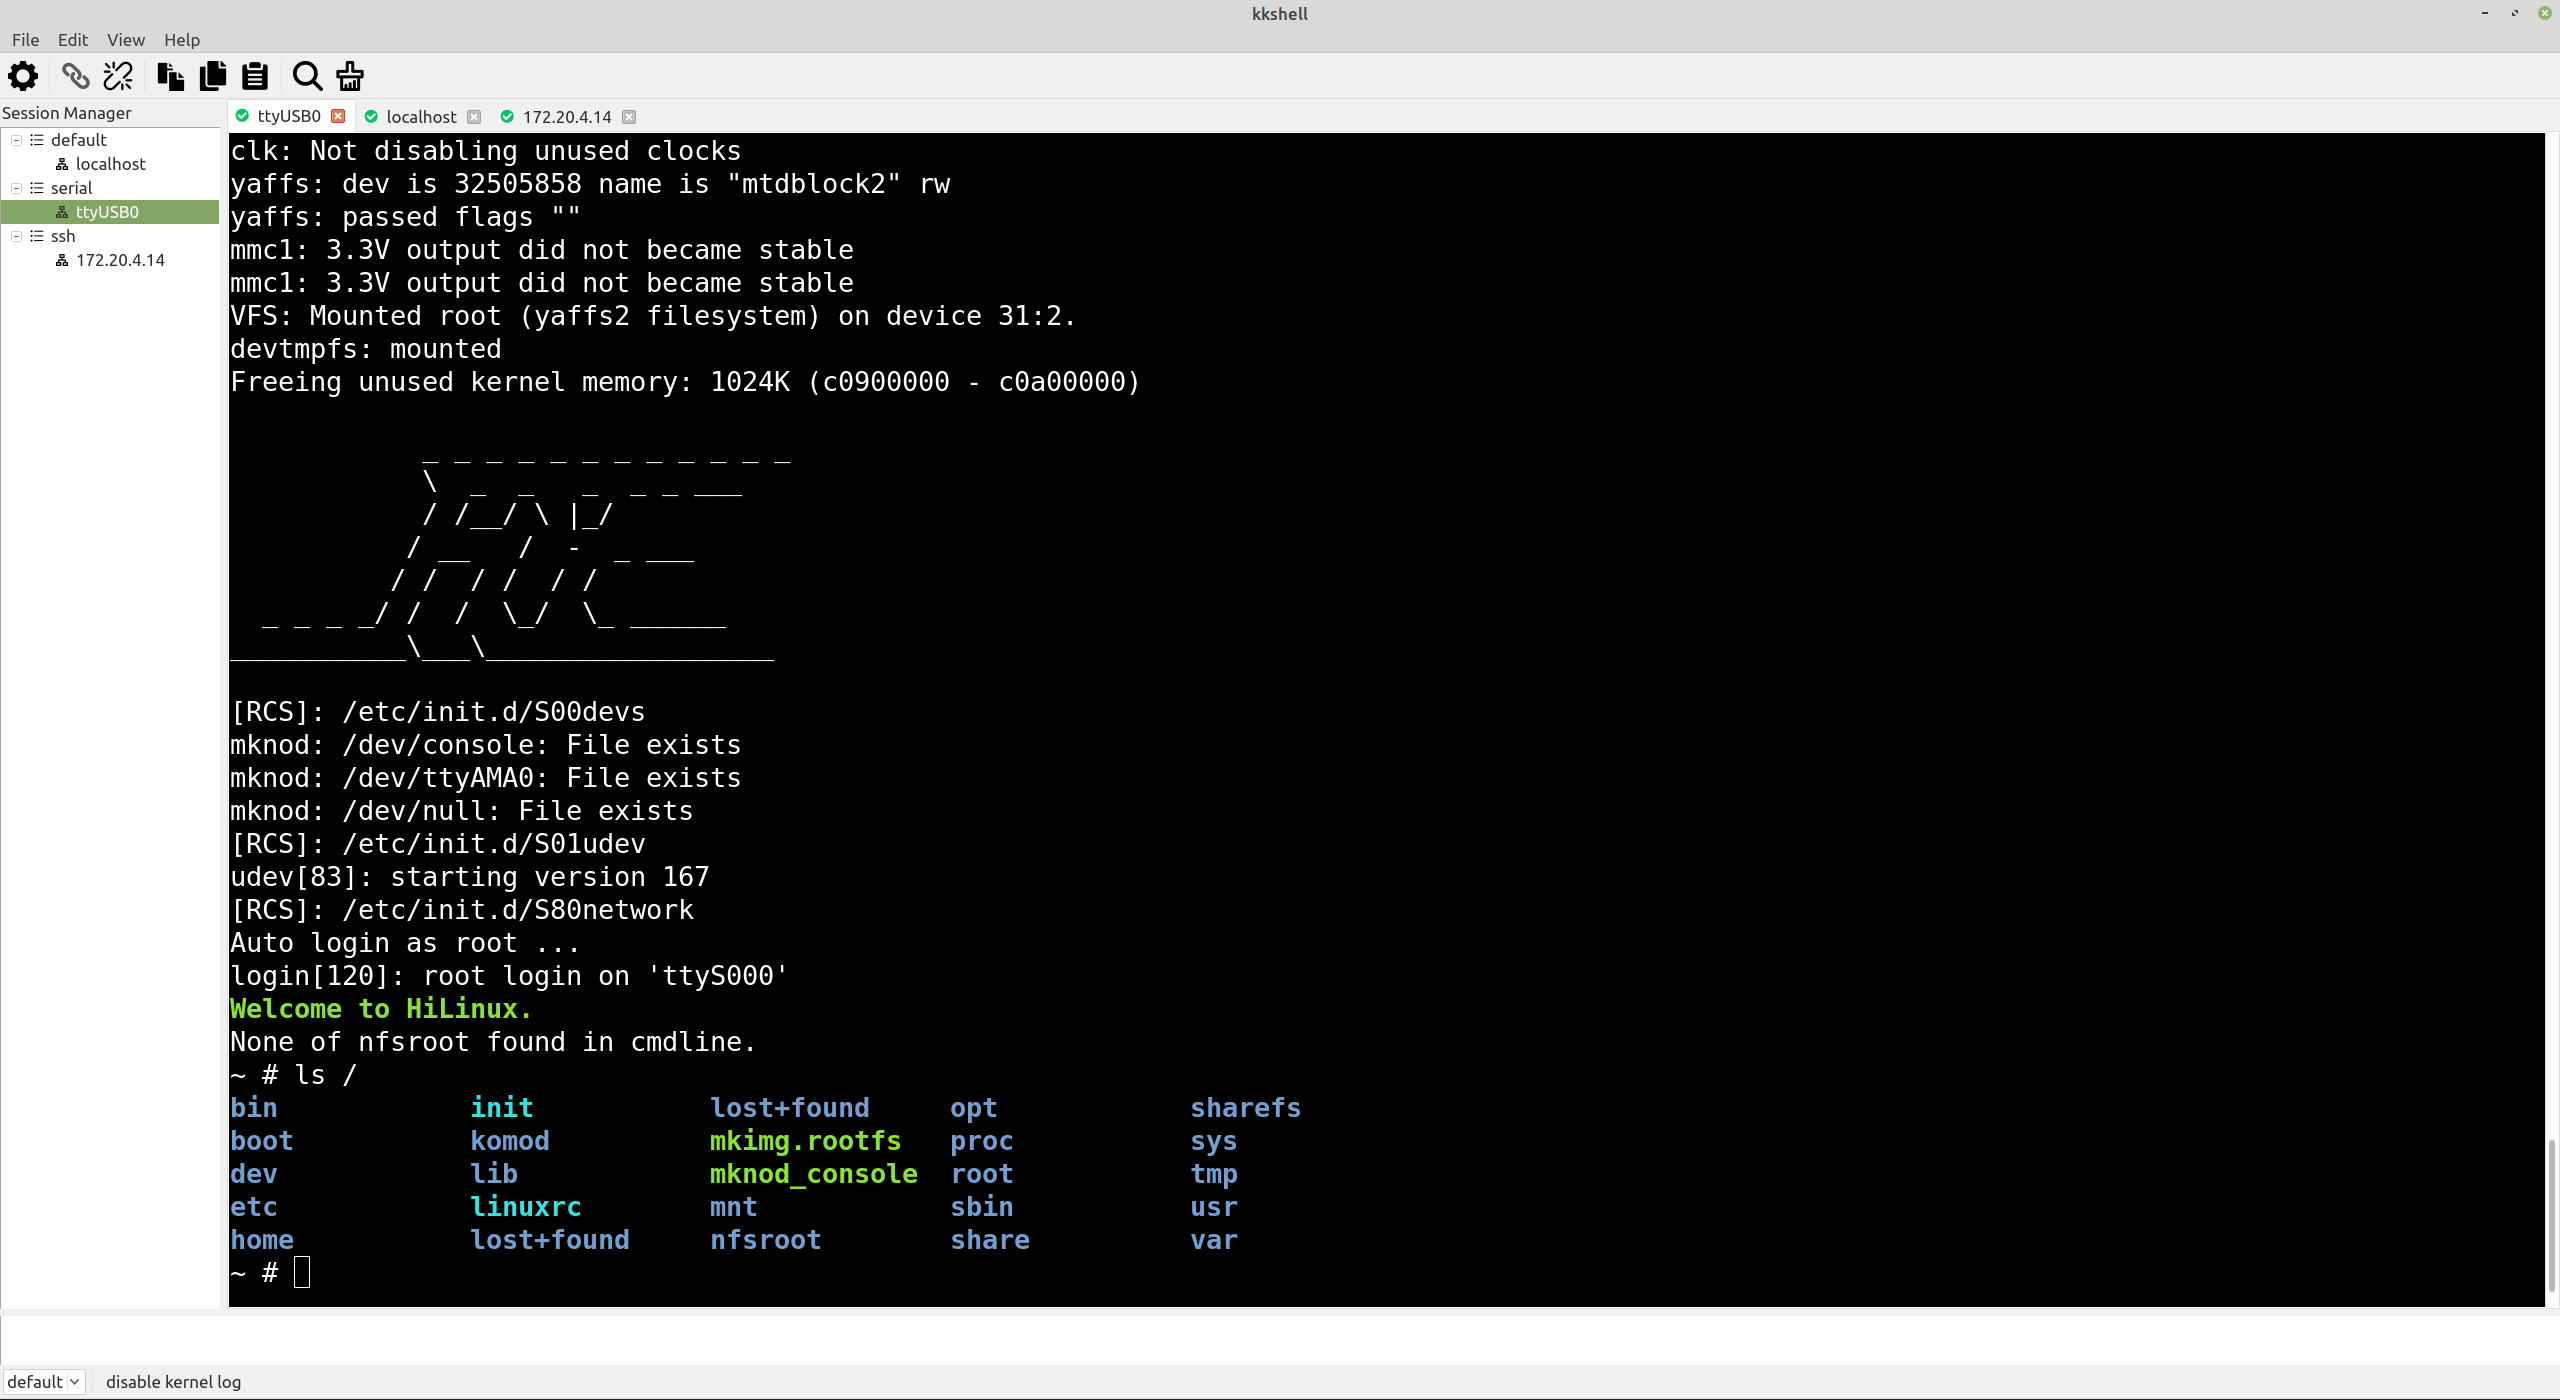 kkshell
File Edit View Help
Session Manager
default
localhost
serial
ttyUSB0
ssh
172.20.4.14
ttyUSB0 localhost 172.20.4.14
clk: Not disabling unused clocks
yaffs: dev is 32505858 name is "mtdblock2" rw
yaffs: passed flags ""
mmc1: 3.3V output did not became stable
mmc1: 3.3V output did not became stable
VFS: Mounted root (yaffs2 filesystem) on device 31:2.
devtmpfs: mounted
Freeing unused kernel memory: 1024K (c0900000 - c0a00000)
            _ _ _ _ _ _ _ _ _ _ _ _
            \  _  _   _  _ _ ___
            / /__/ \ |_/
           / __   /  -  _ ___
          / /  / /  / /
  _ _ _ _/ /  /  \_/  \_ ______
___________\___\__________________
[RCS]: /etc/init.d/S00devs
mknod: /dev/console: File exists
mknod: /dev/ttyAMA0: File exists
mknod: /dev/null: File exists
[RCS]: /etc/init.d/S01udev
udev[83]: starting version 167
[RCS]: /etc/init.d/S80network
Auto login as root ...
login[120]: root login on 'ttyS000'
Welcome to HiLinux.
None of nfsroot found in cmdline.
~ # ls /
bin            init           lost+found     opt            sharefs
boot           komod          mkimg.rootfs   proc           sys
dev            lib            mknod_console  root           tmp
etc            linuxrc        mnt            sbin           usr
home           lost+found     nfsroot        share          var
~ #
default disable kernel log